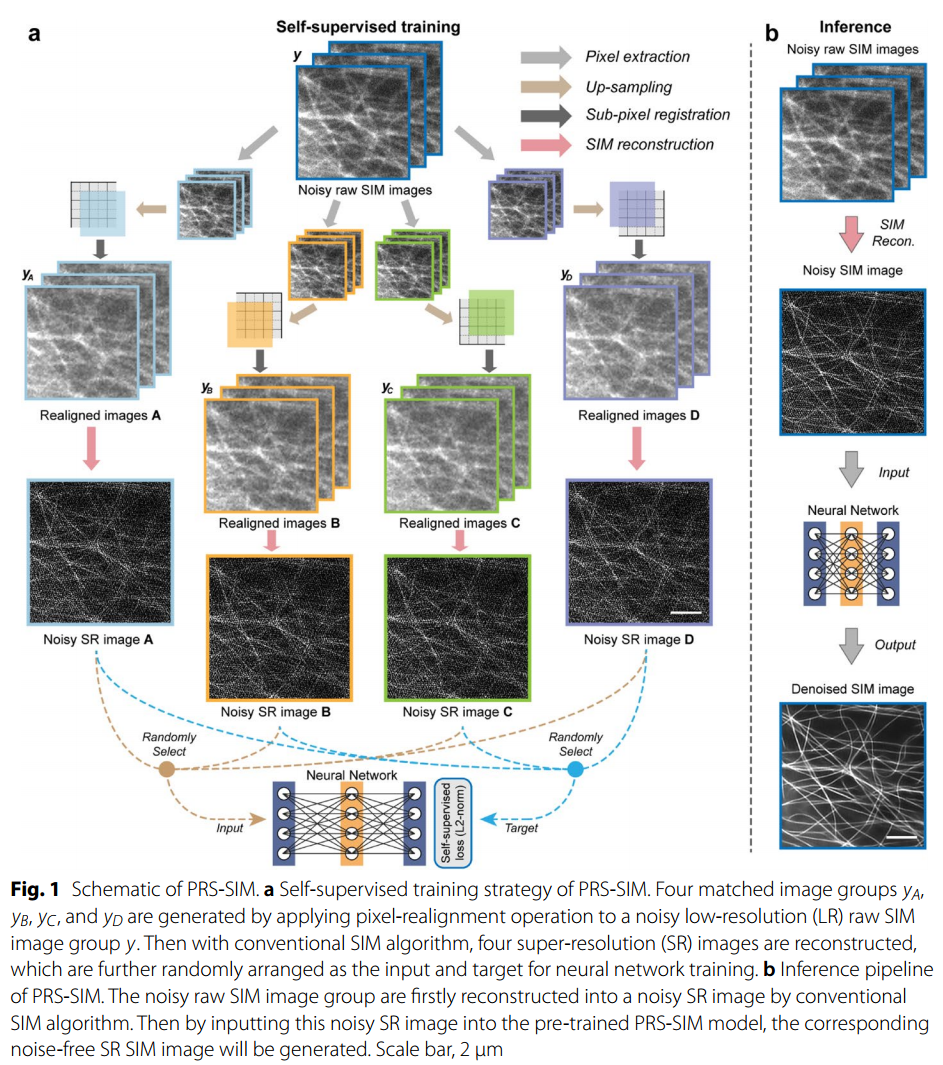 a
Self-supervised training
y
Pixel extraction
Up-sampling
Sub-pixel registration
SIM reconstruction
Noisy raw SIM images
yA
yD
Realigned images A
Realigned images D
yB
yC
Realigned images B
Realigned images C
Noisy SR image A
Noisy SR image D
Noisy SR image B
Noisy SR image C
Randomly
Select
Randomly
Select
Neural Network
Input
Self-supervised
loss (L2-norm)
Target
b
Inference
Noisy raw SIM images
SIM
Recon.
Noisy SIM image
Input
Neural Network
Output
Denoised SIM image
Fig. 1 Schematic of PRS-SIM. a Self-supervised training strategy of PRS-SIM. Four matched image groups yA,
yB, yC, and yD are generated by applying pixel-realignment operation to a noisy low-resolution (LR) raw SIM
image group y. Then with conventional SIM algorithm, four super-resolution (SR) images are reconstructed,
which are further randomly arranged as the input and target for neural network training. b Inference pipeline
of PRS-SIM. The noisy raw SIM image group are firstly reconstructed into a noisy SR image by conventional
SIM algorithm. Then by inputting this noisy SR image into the pre-trained PRS-SIM model, the corresponding
noise-free SR SIM image will be generated. Scale bar, 2 μm